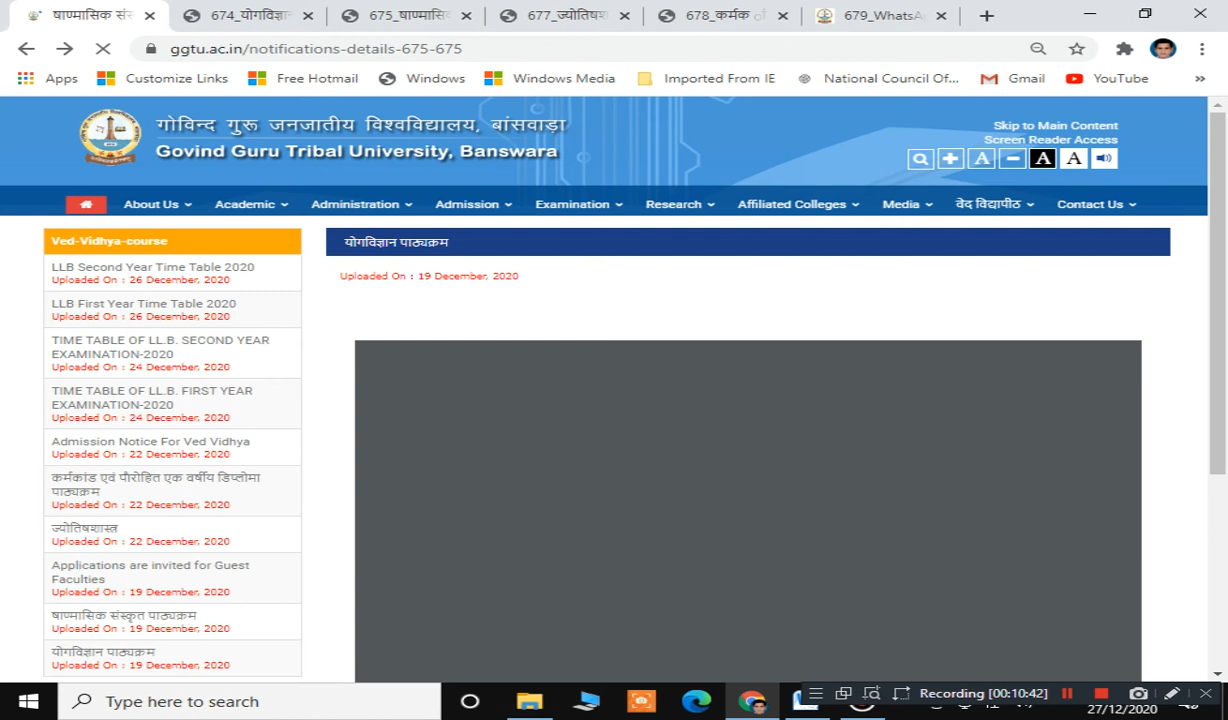 षाण्मासिक सं
674_योगविज्ञान
675_षाण्मासि
677_ज्योतिषश
678_कर्मक of
679_WhatsAp
ggtu.ac.in/notifications-details-675-675
Apps
Customize Links
Free Hotmail
Windows
Windows Media
Imported From IE
National Council Of...
Gmail
YouTube
गोविन्द गुरू जनजातीय विश्वविद्यालय, बांसवाड़ा
Govind Guru Tribal University, Banswara
Skip to Main Content
Screen Reader Access
A A A
About Us
Academic
Administration
Admission
Examination
Research
Affiliated Colleges
Media
वेद विद्यापीठ
Contact Us
Ved-Vidhya-course
LLB Second Year Time Table 2020
Uploaded On : 26 December, 2020
LLB First Year Time Table 2020
Uploaded On : 26 December, 2020
TIME TABLE OF LL.B. SECOND YEAR
EXAMINATION-2020
Uploaded On : 24 December, 2020
TIME TABLE OF LL.B. FIRST YEAR
EXAMINATION-2020
Uploaded On : 24 December, 2020
Admission Notice For Ved Vidhya
Uploaded On : 22 December, 2020
कर्मकांड एवं पौरोहित एक वर्षीय डिप्लोमा
पाठ्यक्रम
Uploaded On : 22 December, 2020
ज्योतिषशास्त्र
Uploaded On : 22 December, 2020
Applications are invited for Guest
Faculties
Uploaded On : 19 December, 2020
षाण्मासिक संस्कृत पाठ्यक्रम
Uploaded On : 19 December, 2020
योगविज्ञान पाठ्यक्रम
Uploaded On : 19 December, 2020
योगविज्ञान पाठ्यक्रम
Uploaded On : 19 December, 2020
Type here to search
Recording [00:10:42]
27/12/2020